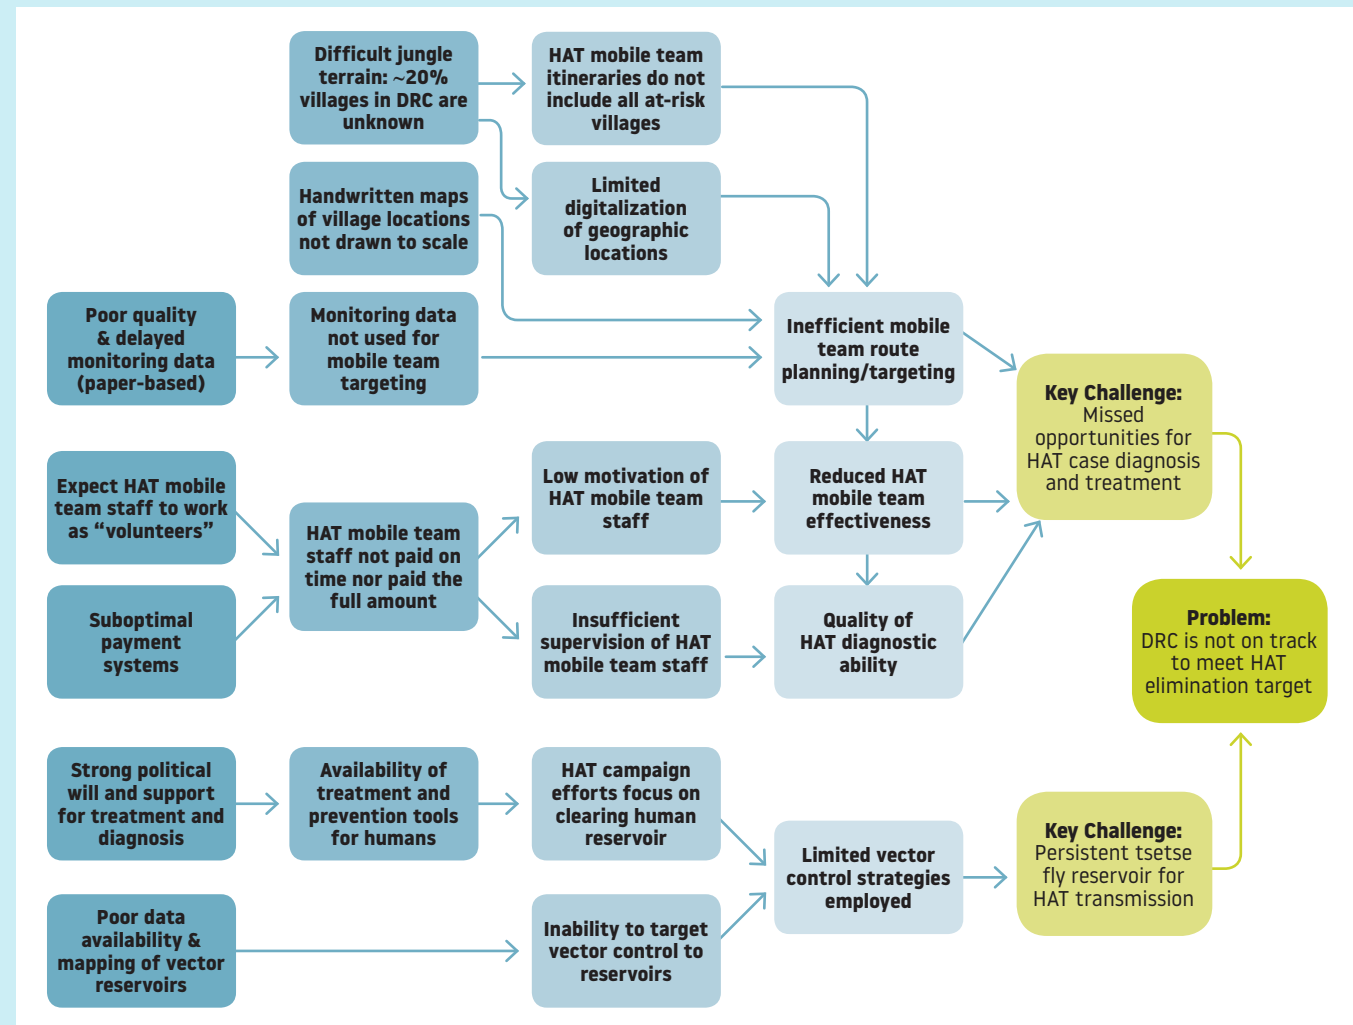 Difficult jungle
terrain: ~20%
villages in DRC are
unknown
HAT mobile team
itineraries do not
include all at-risk
villages
Handwritten maps
of village locations
not drawn to scale
Limited
digitalization
of geographic
locations
Poor quality
& delayed
monitoring data
(paper-based)
Monitoring data
not used for
mobile team
targeting
Inefficient mobile
team route
planning/targeting
Key Challenge:
Missed
opportunities for
HAT case diagnosis
and treatment
Expect HAT mobile
team staff to work
as “volunteers”
HAT mobile team
staff not paid on
time nor paid the
full amount
Low motivation of
HAT mobile team
staff
Reduced HAT
mobile team
effectiveness
Suboptimal
payment
systems
Insufficient
supervision of HAT
mobile team staff
Quality of
HAT diagnostic
ability
Problem:
DRC is not on track
to meet HAT
elimination target
Strong political
will and support
for treatment and
diagnosis
Availability of
treatment and
prevention tools
for humans
HAT campaign
efforts focus on
clearing human
reservoir
Limited vector
control strategies
employed
Key Challenge:
Persistent tsetse
fly reservoir for
HAT transmission
Poor data
availability &
mapping of vector
reservoirs
Inability to target
vector control to
reservoirs